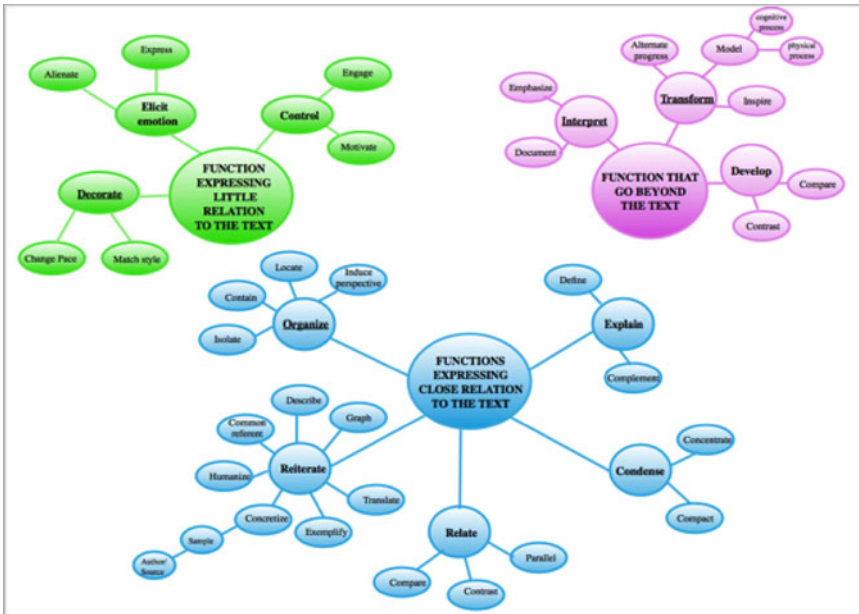 Express
Alienate
Elicit
emotion
Engage
Control
Motivate
FUNCTION
EXPRESSING
LITTLE
RELATION
TO THE TEXT
Decorate
Change Pace
Match style
cognitive
process
Alternate
progress
Model
physical
process
Emphasize
Transform
Inspire
Interpret
Document
FUNCTION THAT
GO BEYOND
THE TEXT
Develop
Compare
Contrast
Locate
Induce
perspective
Contain
Organize
Isolate
Define
Explain
Complement
FUNCTIONS
EXPRESSING
CLOSE RELATION
TO THE TEXT
Describe
Common
referent
Graph
Reiterate
Humanize
Translate
Concretize
Exemplify
Sample
Author/
Source
Concentrate
Condense
Compact
Relate
Parallel
Compare
Contrast